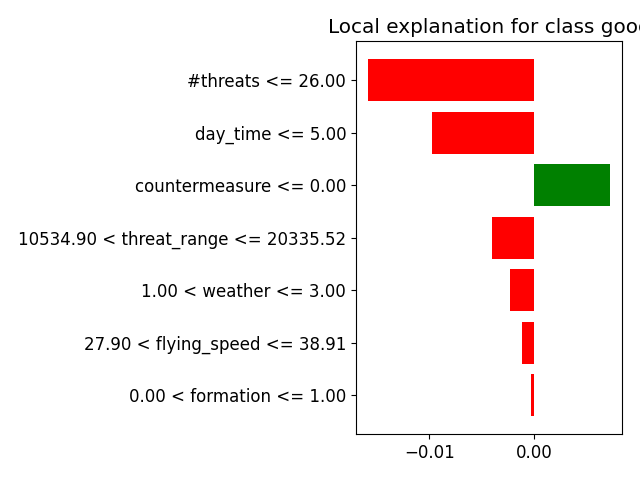 Local explanation for class goo
#threats <= 26.00
day_time <= 5.00
countermeasure <= 0.00
10534.90 < threat_range <= 20335.52
1.00 < weather <= 3.00
27.90 < flying_speed <= 38.91
0.00 < formation <= 1.00
−0.01 0.00